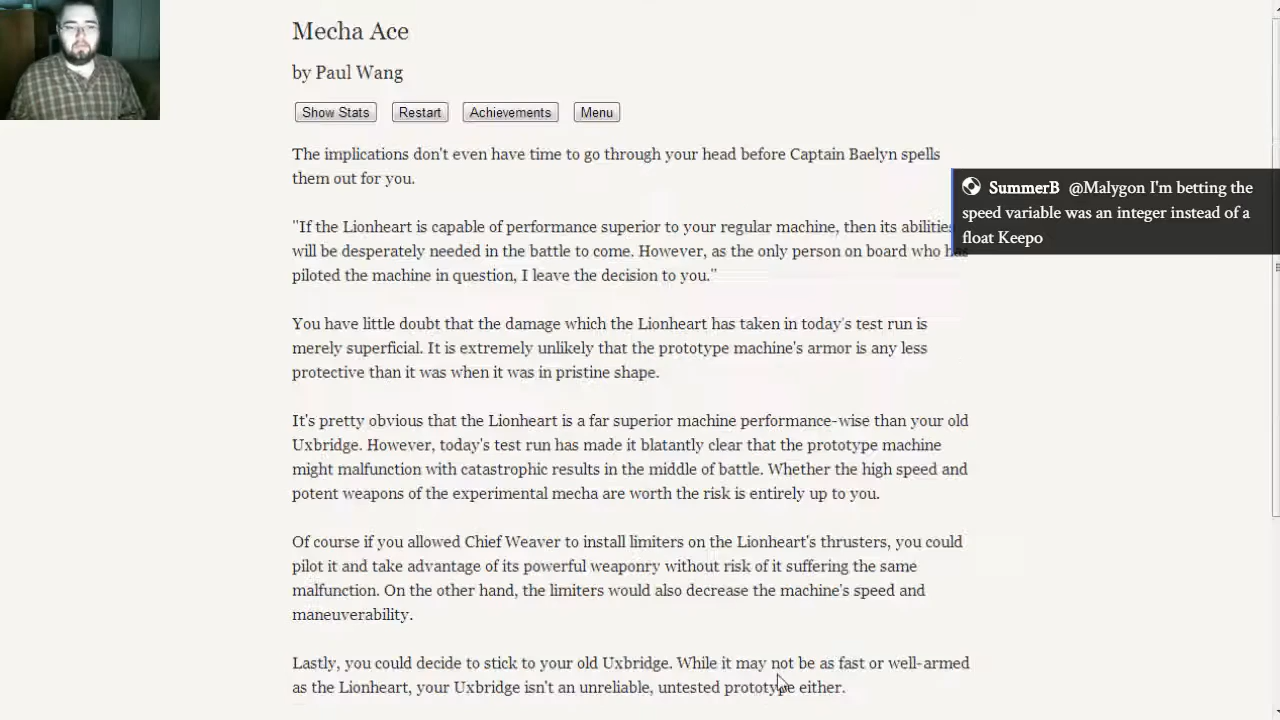 Mecha Ace
by Paul Wang
Show Stats Restart Achievements Menu
The implications don't even have time to go through your head before Captain Baelyn spells
them out for you.
SummerB @Malygon I'm betting the
speed variable was an integer instead of a
float Keepo
"If the Lionheart is capable of performance superior to your regular machine, then its abilities
will be desperately needed in the battle to come. However, as the only person on board who has
piloted the machine in question, I leave the decision to you."
You have little doubt that the damage which the Lionheart has taken in today's test run is
merely superficial. It is extremely unlikely that the prototype machine's armor is any less
protective than it was when it was in pristine shape.
It's pretty obvious that the Lionheart is a far superior machine performance-wise than your old
Uxbridge. However, today's test run has made it blatantly clear that the prototype machine
might malfunction with catastrophic results in the middle of battle. Whether the high speed and
potent weapons of the experimental mecha are worth the risk is entirely up to you.
Of course if you allowed Chief Weaver to install limiters on the Lionheart's thrusters, you could
pilot it and take advantage of its powerful weaponry without risk of it suffering the same
malfunction. On the other hand, the limiters would also decrease the machine's speed and
maneuverability.
Lastly, you could decide to stick to your old Uxbridge. While it may not be as fast or well-armed
as the Lionheart, your Uxbridge isn't an unreliable, untested prototype either.